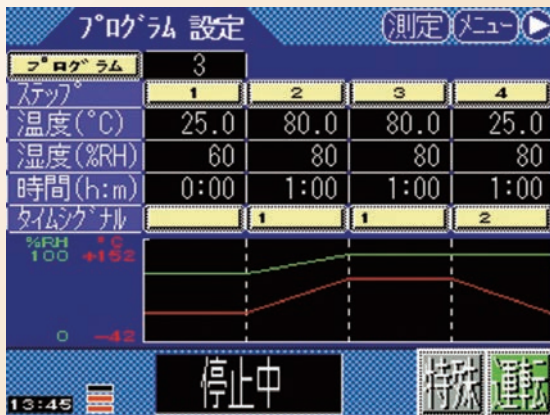 プログラム 設定 測定 メニュー
プログラム 3
ステップ 1 2 3 4
温度(°C) 25.0 80.0 80.0 25.0
湿度(%RH) 60 80 80 80
時間(h:m) 0:00 1:00 1:00 1:00
タイムシグナル 1 1 2
%RH °C
100 +152
0 -42
13:45 停止中 特殊 運転